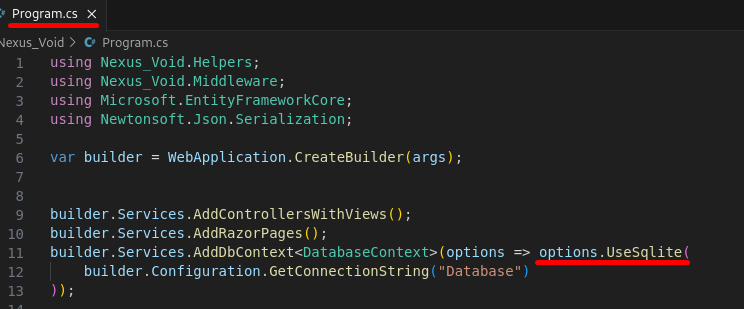 Program.cs
Nexus_Void > Program.cs
1 using Nexus_Void.Helpers;
2 using Nexus_Void.Middleware;
3 using Microsoft.EntityFrameworkCore;
4 using Newtonsoft.Json.Serialization;
5
6 var builder = WebApplication.CreateBuilder(args);
7
8
9 builder.Services.AddControllersWithViews();
10 builder.Services.AddRazorPages();
11 builder.Services.AddDbContext<DatabaseContext>(options => options.UseSqlite(
12     builder.Configuration.GetConnectionString("Database")
13 ));
14